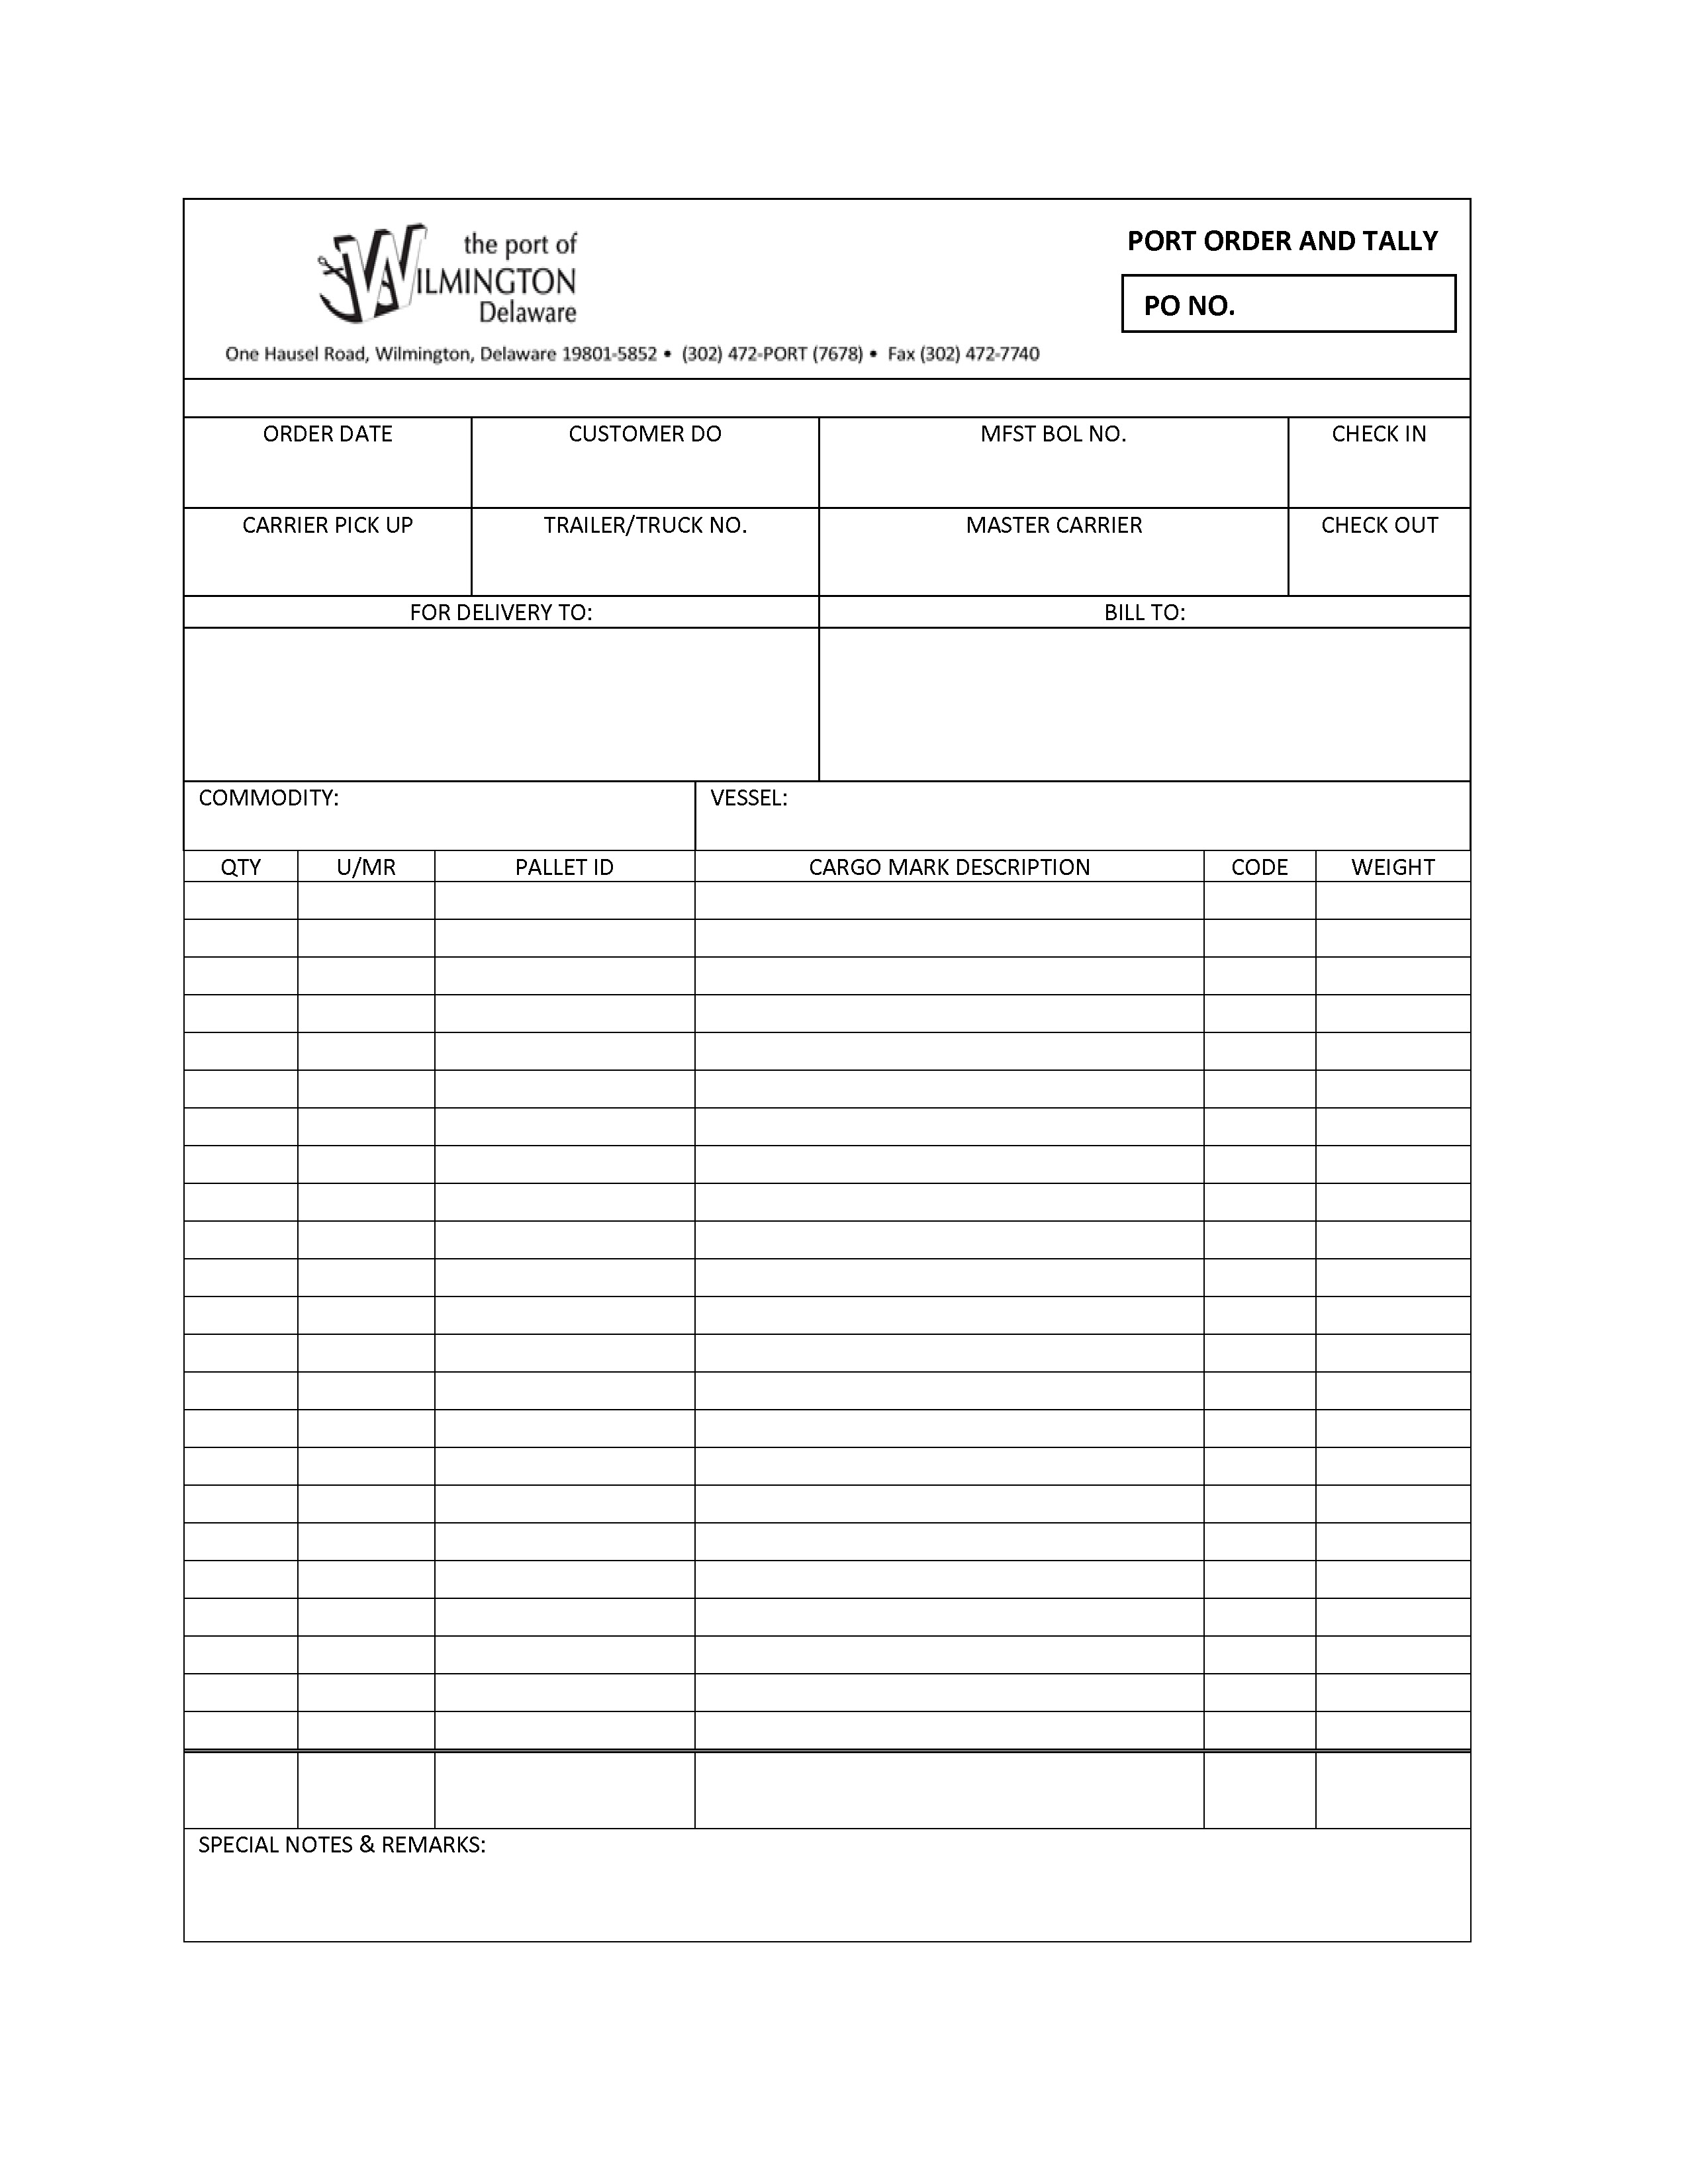 the port of
WILMINGTON
Delaware
PORT ORDER AND TALLY
PO NO.
One Hausel Road, Wilmington, Delaware 19801-5852 • (302) 472-PORT (7678) • Fax (302) 472-7740
ORDER DATE CUSTOMER DO MFST BOL NO. CHECK IN
CARRIER PICK UP TRAILER/TRUCK NO. MASTER CARRIER CHECK OUT
FOR DELIVERY TO: BILL TO:
COMMODITY: VESSEL:
QTY U/MR PALLET ID CARGO MARK DESCRIPTION CODE WEIGHT
SPECIAL NOTES & REMARKS: